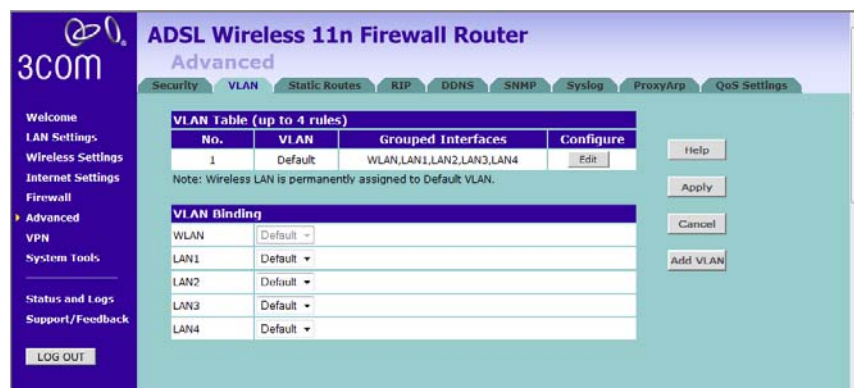 3COM
ADSL Wireless 11n Firewall Router
Advanced
Security VLAN Static Routes RIP DDNS SNMP Syslog ProxyArp QoS Settings
Welcome
LAN Settings
Wireless Settings
Internet Settings
Firewall
Advanced
VPN
System Tools
Status and Logs
Support/Feedback
LOG OUT
VLAN Table (up to 4 rules)
No. VLAN Grouped Interfaces Configure
1 Default WLAN,LAN1,LAN2,LAN3,LAN4 Edit
Note: Wireless LAN is permanently assigned to Default VLAN.
VLAN Binding
WLAN Default
LAN1 Default
LAN2 Default
LAN3 Default
LAN4 Default
Help
Apply
Cancel
Add VLAN